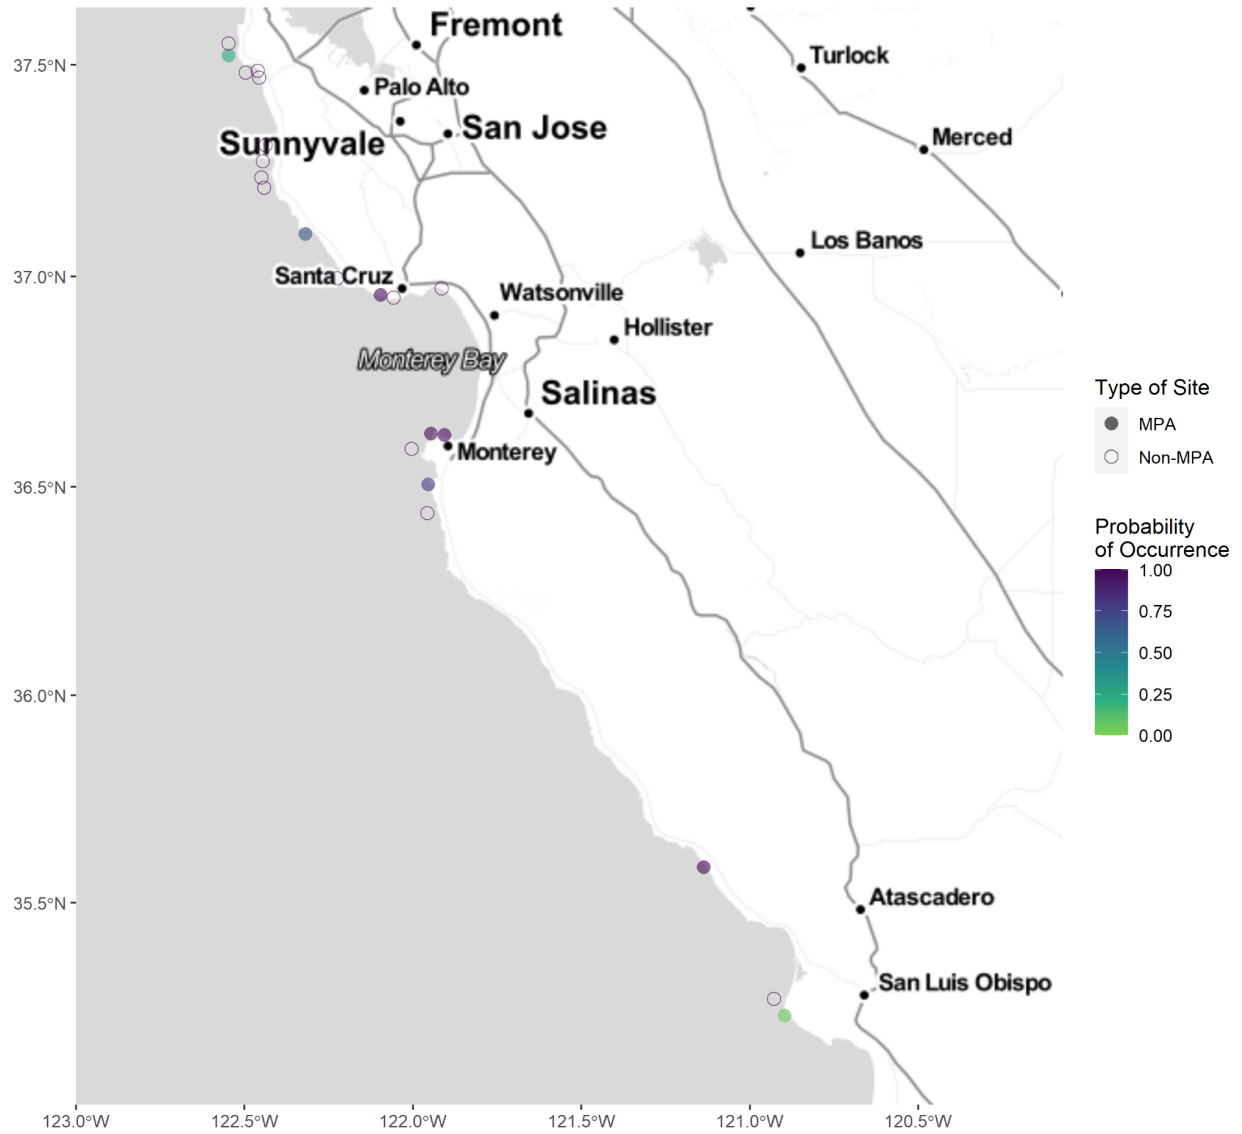 Fremont
Turlock
37.5°N
Palo Alto
San Jose
Merced
Sunnyvale
Los Banos
37.0°N
Santa Cruz
Watsonville
Hollister
Monterey Bay
Salinas
Monterey
36.5°N
36.0°N
35.5°N
Atascadero
San Luis Obispo
123.0°W
122.5°W
122.0°W
121.5°W
121.0°W
120.5°W
Type of Site
MPA
Non-MPA
Probability
of Occurrence
1.00
0.75
0.50
0.25
0.00